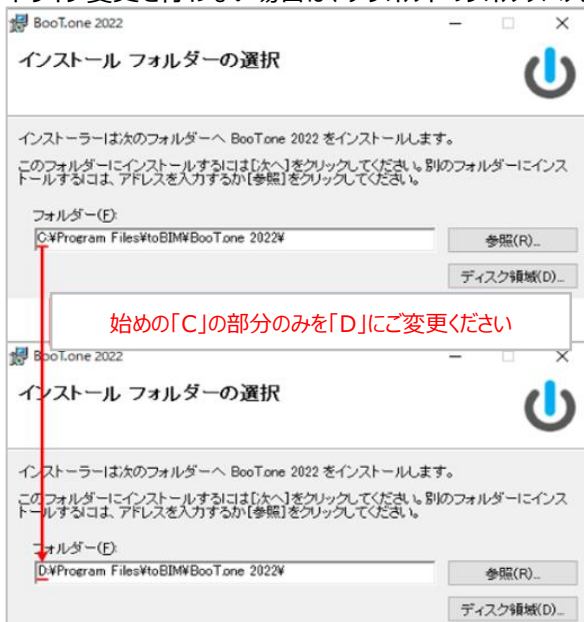 BooT.one 2022
インストール フォルダーの選択
インストーラーは次のフォルダーへ BooT.one 2022 をインストールします。
このフォルダーにインストールするには[次へ]をクリックしてください。別のフォルダーにインス
トールするには、アドレスを入力するか[参照]をクリックしてください。
フォルダー(F):
C:¥Program Files¥toBIM¥BooT.one 2022¥
参照(R)...
ディスク領域(D)...
始めの「C」の部分のみを「D」にご変更ください
BooT.one 2022
インストール フォルダーの選択
インストーラーは次のフォルダーへ BooT.one 2022 をインストールします。
このフォルダーにインストールするには[次へ]をクリックしてください。別のフォルダーにインス
トールするには、アドレスを入力するか[参照]をクリックしてください。
フォルダー(F):
D:¥Program Files¥toBIM¥BooT.one 2022¥
参照(R)...
ディスク領域(D)...